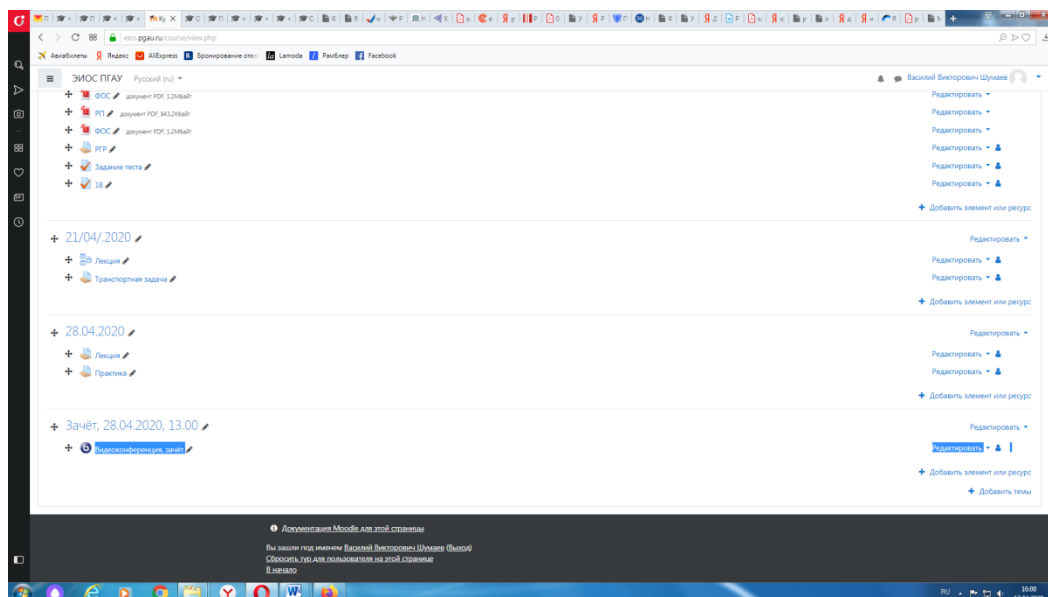 eios.pgau.ru/course/view.php
Авиабилеты Яндекс AliExpress Бронирование отел Lamoda Рамблер Facebook
ЭИОС ПГАУ Русский (ru) Василий Викторович Шумаев
ФОС документ PDF, 1.2Мбайт Редактировать
РП документ PDF, 843.2Кбайт Редактировать
ФОС документ PDF, 1.2Мбайт Редактировать
РГР Редактировать
Задание теста Редактировать
18 Редактировать
Добавить элемент или ресурс
21/04/.2020 Редактировать
Лекция Редактировать
Транспортная задача Редактировать
Добавить элемент или ресурс
28.04.2020 Редактировать
Лекция Редактировать
Практика Редактировать
Добавить элемент или ресурс
Зачёт, 28.04.2020, 13.00 Редактировать
Видеоконференция, зачёт Редактировать
Добавить элемент или ресурс
Добавить темы
Документация Moodle для этой страницы
Вы зашли под именем Василий Викторович Шумаев (Выход)
Сбросить тур для пользователя на этой странице
В начало
RU 16:00